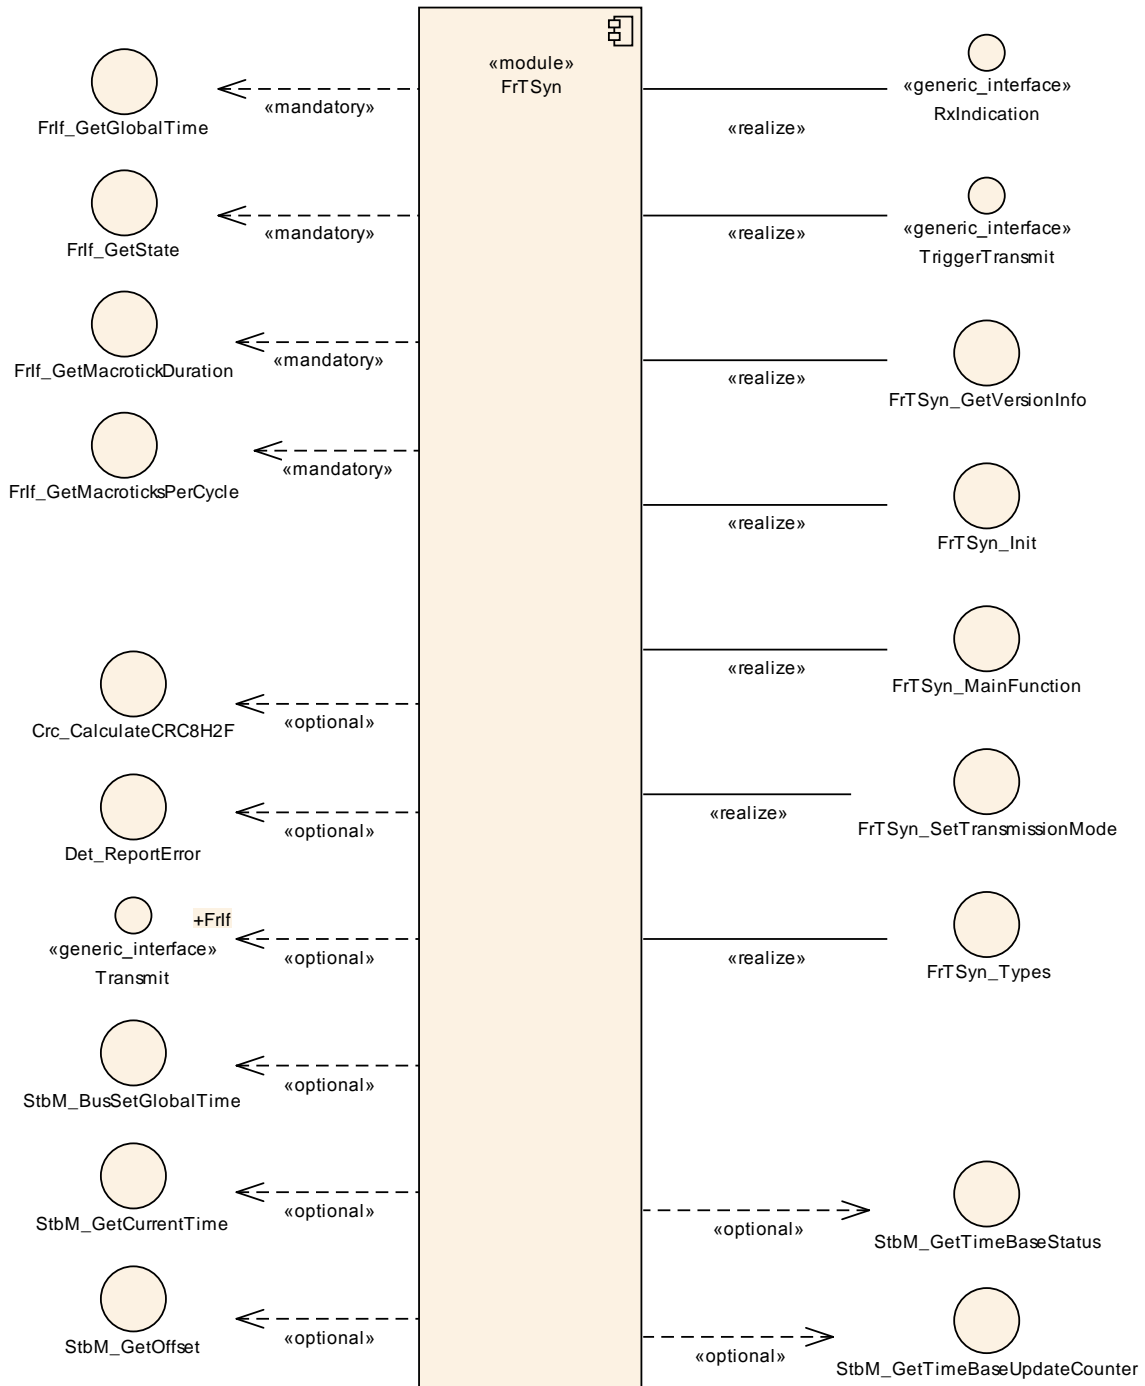 «module»
FrTSyn
FrIf_GetGlobalTime
«mandatory»
FrIf_GetState
«mandatory»
FrIf_GetMacrotickDuration
«mandatory»
FrIf_GetMacroticksPerCycle
«mandatory»
Crc_CalculateCRC8H2F
«optional»
Det_ReportError
«optional»
+FrIf
«generic_interface»
Transmit
«optional»
StbM_BusSetGlobalTime
«optional»
StbM_GetCurrentTime
«optional»
StbM_GetOffset
«optional»
«generic_interface»
RxIndication
«realize»
«generic_interface»
TriggerTransmit
«realize»
FrTSyn_GetVersionInfo
«realize»
FrTSyn_Init
«realize»
FrTSyn_MainFunction
«realize»
FrTSyn_SetTransmissionMode
«realize»
FrTSyn_Types
«realize»
StbM_GetTimeBaseStatus
«optional»
StbM_GetTimeBaseUpdateCounter
«optional»